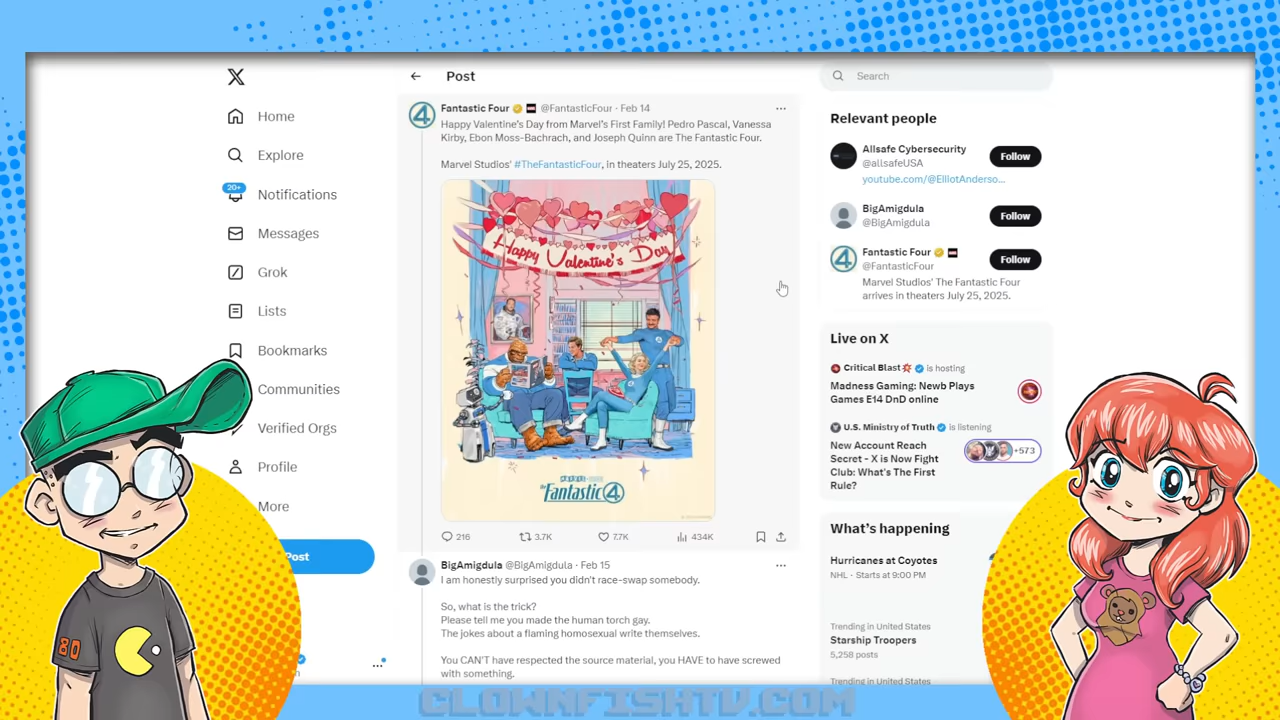 Post
Search
Fantastic Four @FantasticFour · Feb 14
Happy Valentine's Day from Marvel's First Family! Pedro Pascal, Vanessa
Kirby, Ebon Moss-Bachrach, and Joseph Quinn are The Fantastic Four.
Marvel Studios' #TheFantasticFour, in theaters July 25, 2025.
Happy Valentine's Day
The Fantastic 4
216
3.7K
7.7K
434K
BigAmigdula @BigAmigdula · Feb 15
I am honestly surprised you didn't race-swap somebody.
So, what is the trick?
Please tell me you made the human torch gay.
The jokes about a flaming homosexual write themselves.
You CAN'T have respected the source material, you HAVE to have screwed
with something.
Home
Explore
20+
Notifications
Messages
Grok
Lists
Bookmarks
Communities
Verified Orgs
Profile
More
Post
Relevant people
Allsafe Cybersecurity
@allsafeUSA
Follow
youtube.com/@ElliotAnderso...
BigAmigdula
@BigAmigdula
Follow
Fantastic Four
@FantasticFour
Follow
Marvel Studios' The Fantastic Four
arrives in theaters July 25, 2025.
Live on X
Critical Blast is hosting
Madness Gaming: Newb Plays
Games E14 DnD online
U.S. Ministry of Truth is listening
New Account Reach
Secret - X is Now Fight
Club: What's The First
Rule?
+573
What's happening
Hurricanes at Coyotes
NHL · Starts at 9:00 PM
Trending in United States
Starship Troopers
5,258 posts
Trending in United States
80
CLOWNFISHTV.COM